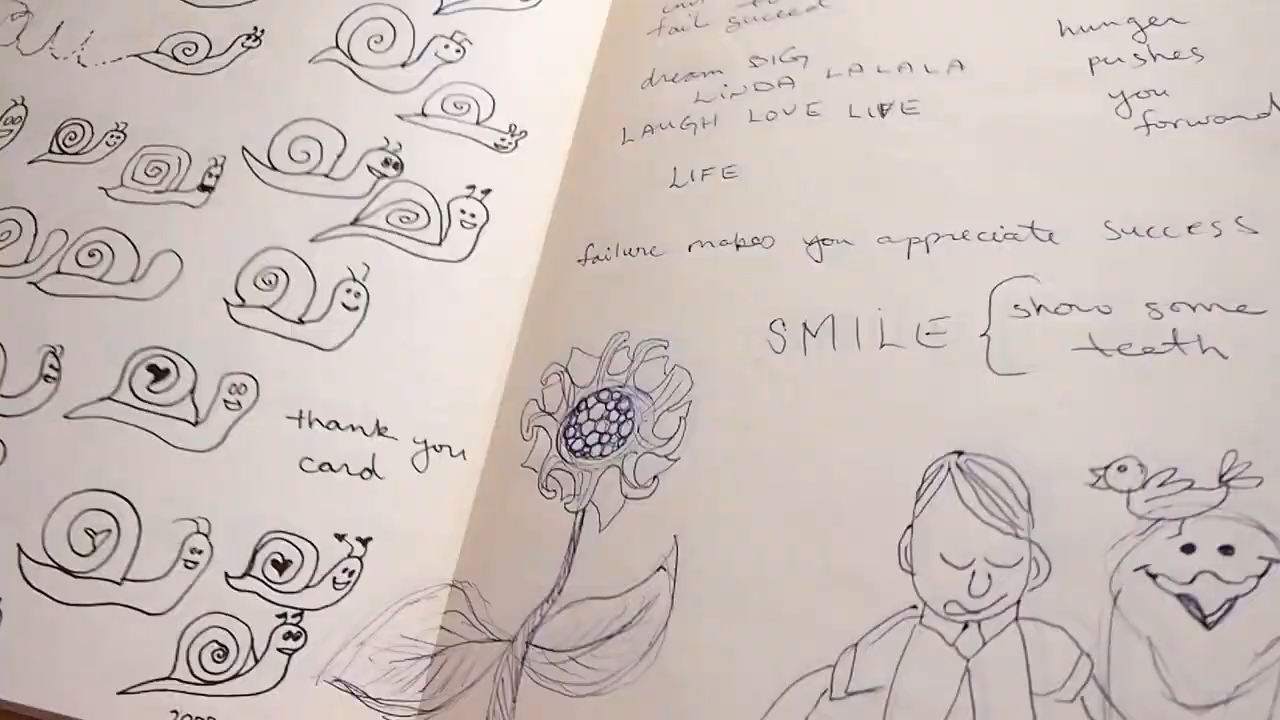 thank you
card
fail succeed
dream BIG
LINDA LALALA
LAUGH LOVE LIFE
LIFE
hunger
pushes
you
forward
failure makes you appreciate success
SMILE { show some
teeth